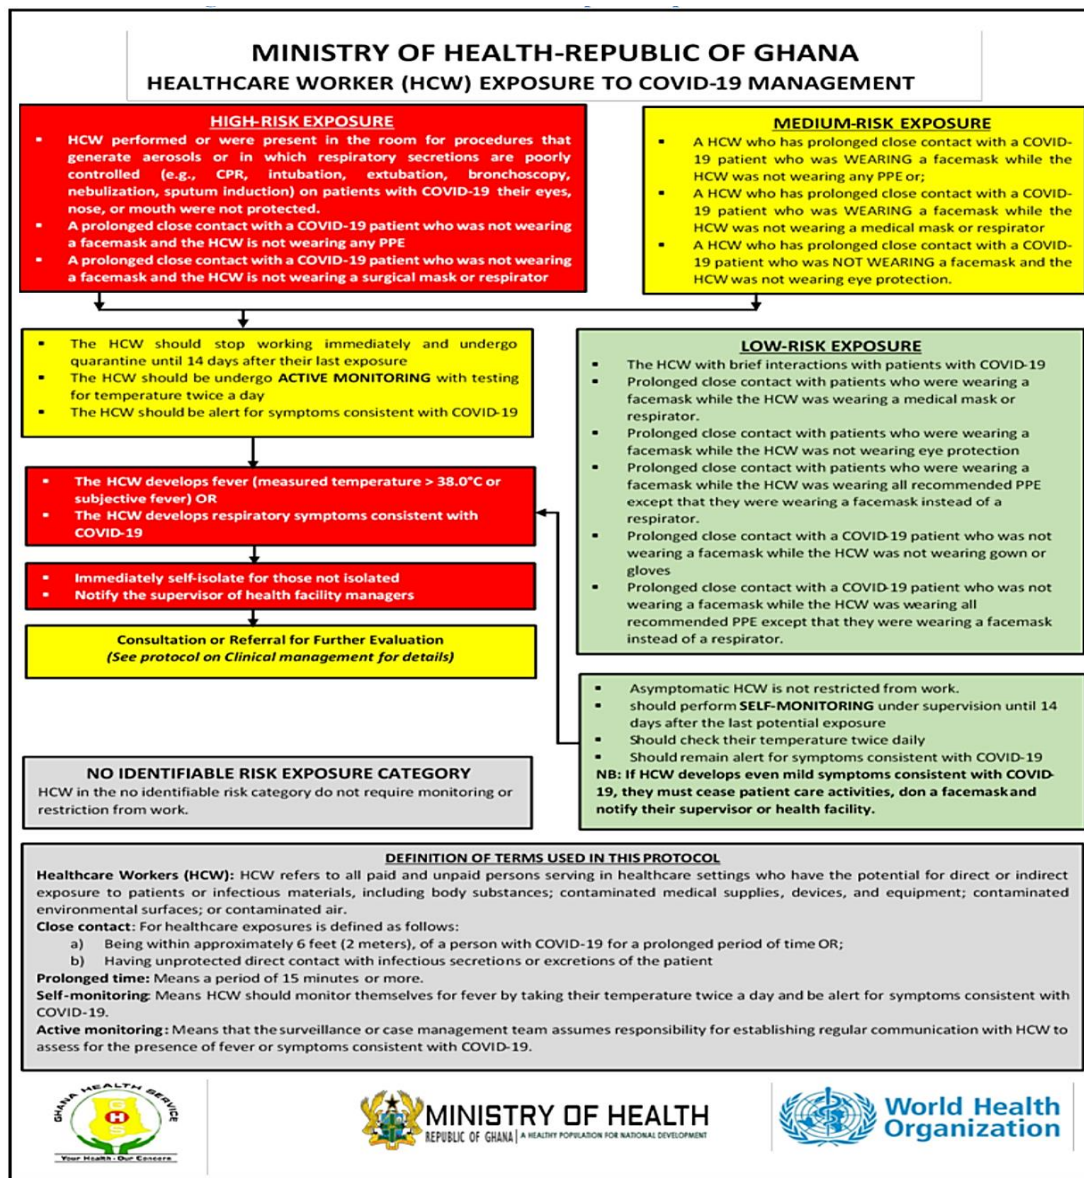 MINISTRY OF HEALTH-REPUBLIC OF GHANA
HEALTHCARE WORKER (HCW) EXPOSURE TO COVID-19 MANAGEMENT
HIGH-RISK EXPOSURE
▪ HCW performed or were present in the room for procedures that
generate aerosols or in which respiratory secretions are poorly
controlled (e.g., CPR, intubation, extubation, bronchoscopy,
nebulization, sputum induction) on patients with COVID-19 their eyes,
nose, or mouth were not protected.
▪ A prolonged close contact with a COVID-19 patient who was not wearing
a facemask and the HCW is not wearing any PPE
▪ A prolonged close contact with a COVID-19 patient who was not wearing
a facemask and the HCW is not wearing a surgical mask or respirator
MEDIUM-RISK EXPOSURE
▪ A HCW who has prolonged close contact with a COVID-
19 patient who was WEARING a facemask while the
HCW was not wearing any PPE or;
▪ A HCW who has prolonged close contact with a COVID-
19 patient who was WEARING a facemask while the
HCW was not wearing a medical mask or respirator
▪ A HCW who has prolonged close contact with a COVID-
19 patient who was NOT WEARING a facemask and the
HCW was not wearing eye protection.
▪ The HCW should stop working immediately and undergo
quarantine until 14 days after their last exposure
▪ The HCW should be undergo ACTIVE MONITORING with testing
for temperature twice a day
▪ The HCW should be alert for symptoms consistent with COVID-19
▪ The HCW develops fever (measured temperature > 38.0°C or
subjective fever) OR
▪ The HCW develops respiratory symptoms consistent with
COVID-19
▪ Immediately self-isolate for those not isolated
▪ Notify the supervisor of health facility managers
Consultation or Referral for Further Evaluation
(See protocol on Clinical management for details)
LOW-RISK EXPOSURE
▪ The HCW with brief interactions with patients with COVID-19
▪ Prolonged close contact with patients who were wearing a
facemask while the HCW was wearing a medical mask or
respirator.
▪ Prolonged close contact with patients who were wearing a
facemask while the HCW was not wearing eye protection
▪ Prolonged close contact with patients who were wearing a
facemask while the HCW was wearing all recommended PPE
except that they were wearing a facemask instead of a
respirator.
▪ Prolonged close contact with a COVID-19 patient who was not
wearing a facemask while the HCW was not wearing gown or
gloves
▪ Prolonged close contact with a COVID-19 patient who was not
wearing a facemask while the HCW was wearing all
recommended PPE except that they were wearing a facemask
instead of a respirator.
▪ Asymptomatic HCW is not restricted from work.
▪ should perform SELF-MONITORING under supervision until 14
days after the last potential exposure
▪ Should check their temperature twice daily
▪ Should remain alert for symptoms consistent with COVID-19
NB: If HCW develops even mild symptoms consistent with COVID-
19, they must cease patient care activities, don a facemask and
notify their supervisor or health facility.
NO IDENTIFIABLE RISK EXPOSURE CATEGORY
HCW in the no identifiable risk category do not require monitoring or
restriction from work.
DEFINITION OF TERMS USED IN THIS PROTOCOL
Healthcare Workers (HCW): HCW refers to all paid and unpaid persons serving in healthcare settings who have the potential for direct or indirect
exposure to patients or infectious materials, including body substances; contaminated medical supplies, devices, and equipment; contaminated
environmental surfaces; or contaminated air.
Close contact: For healthcare exposures is defined as follows:
a) Being within approximately 6 feet (2 meters), of a person with COVID-19 for a prolonged period of time OR;
b) Having unprotected direct contact with infectious secretions or excretions of the patient
Prolonged time: Means a period of 15 minutes or more.
Self-monitoring: Means HCW should monitor themselves for fever by taking their temperature twice a day and be alert for symptoms consistent with
COVID-19.
Active monitoring: Means that the surveillance or case management team assumes responsibility for establishing regular communication with HCW to
assess for the presence of fever or symptoms consistent with COVID-19.
GHANA HEALTH SERVICE
G
H
S
Your Health - Our Concern
MINISTRY OF HEALTH
REPUBLIC OF GHANA | A HEALTHY POPULATION FOR NATIONAL DEVELOPMENT
World Health
Organization